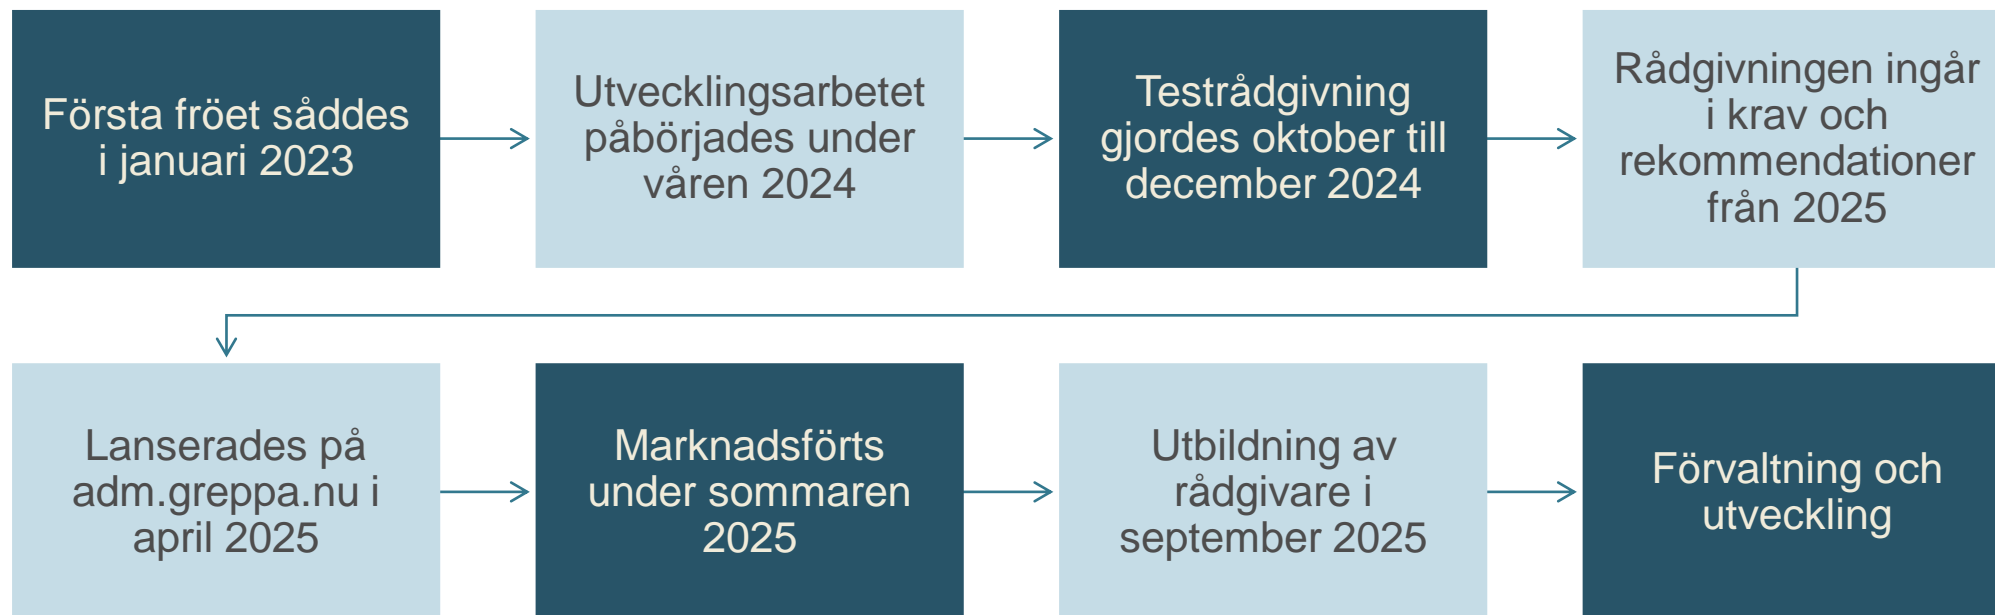 Första fröet såddes
i januari 2023
Utvecklingsarbetet
påbörjades under
våren 2024
Testrådgivning
gjordes oktober till
december 2024
Rådgivningen ingår
i krav och
rekommendationer
från 2025
Lanserades på
adm.greppa.nu i
april 2025
Marknadsförts
under sommaren
2025
Utbildning av
rådgivare i
september 2025
Förvaltning och
utveckling